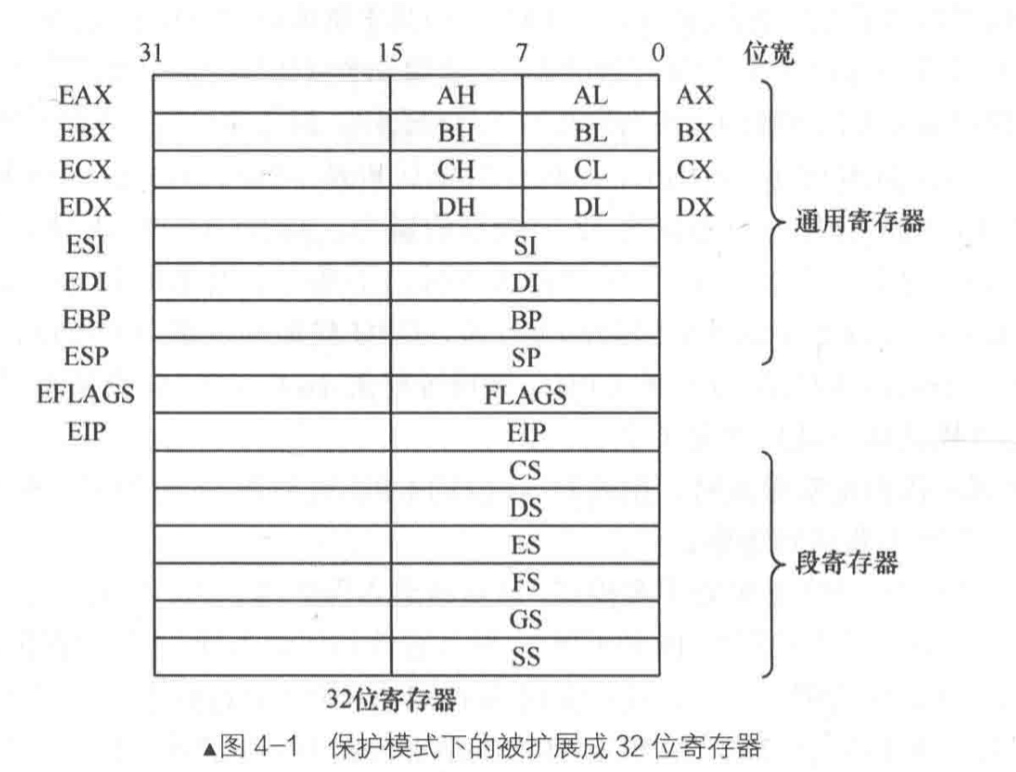 31 15 7 0 位宽
EAX AH AL AX
EBX BH BL BX
ECX CH CL CX
EDX DH DL DX
通用寄存器
ESI SI
EDI DI
EBP BP
ESP SP
EFLAGS FLAGS
EIP EIP
CS
DS
ES
段寄存器
FS
GS
SS
32位寄存器
▲图 4-1 保护模式下的被扩展成 32 位寄存器